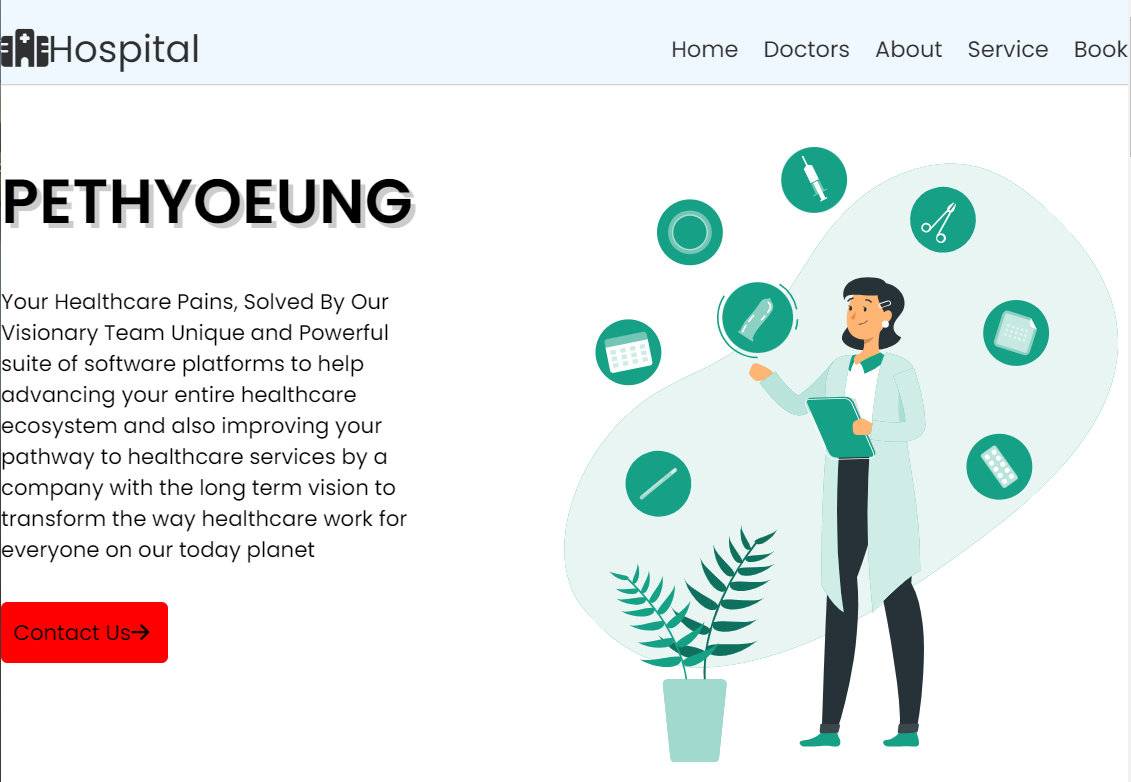 Hospital
Home Doctors About Service Book
PETHYOEUNG
Your Healthcare Pains, Solved By Our
Visionary Team Unique and Powerful
suite of software platforms to help
advancing your entire healthcare
ecosystem and also improving your
pathway to healthcare services by a
company with the long term vision to
transform the way healthcare work for
everyone on our today planet
Contact Us→